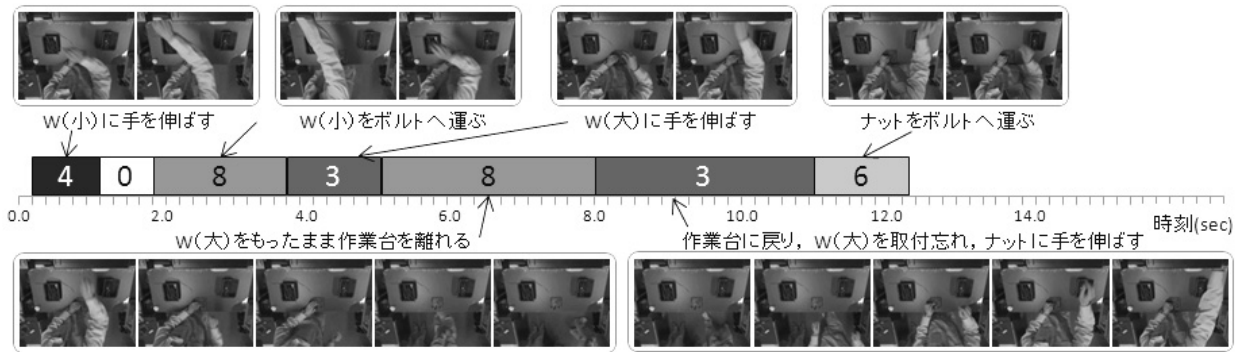 W(小)に手を伸ばす
W(小)をボルトへ運ぶ
W(大)に手を伸ばす
ナットをボルトへ運ぶ
4 0 8 3 8 3 6
0.0 2.0 4.0 6.0 8.0 10.0 12.0 14.0
時刻(sec)
W(大)をもったまま作業台を離れる
作業台に戻り，W(大)を取付忘れ，ナットに手を伸ばす